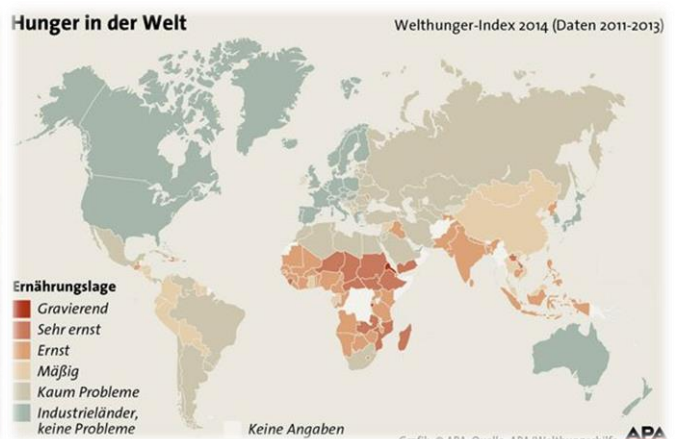 Hunger in der Welt
Welthunger-Index 2014 (Daten 2011-2013)
Ernährungslage
Gravierend
Sehr ernst
Ernst
Mäßig
Kaum Probleme
Industrieländer,
keine Probleme
Keine Angaben
APA